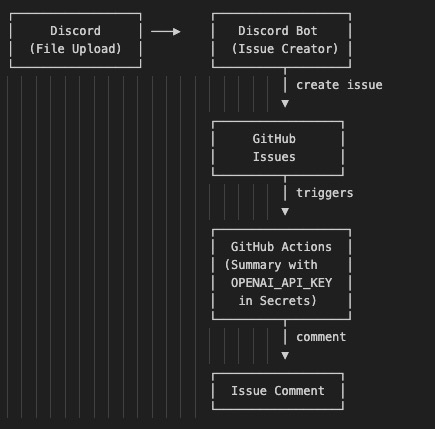 Discord
(File Upload)
Discord Bot
(Issue Creator)
create issue
GitHub
Issues
triggers
GitHub Actions
(Summary with
OPENAI_API_KEY
in Secrets)
comment
Issue Comment